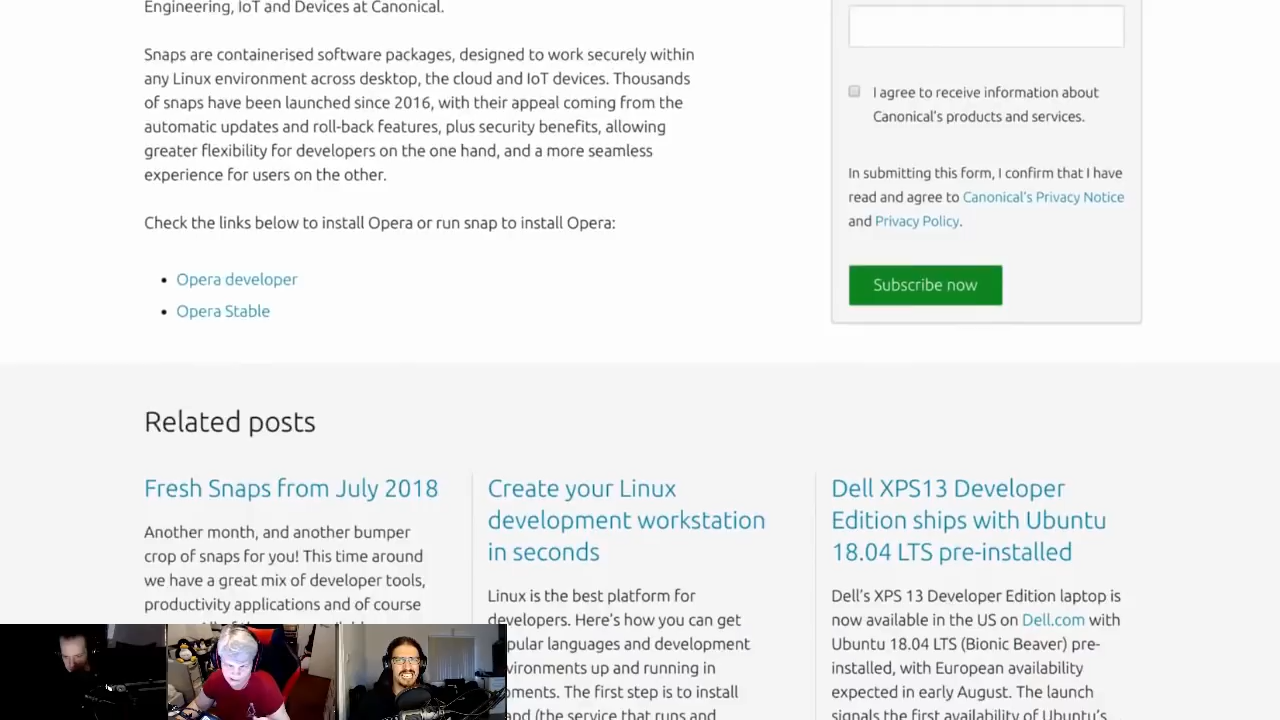 Engineering, IoT and Devices at Canonical.
Snaps are containerised software packages, designed to work securely within
any Linux environment across desktop, the cloud and IoT devices. Thousands
of snaps have been launched since 2016, with their appeal coming from the
automatic updates and roll-back features, plus security benefits, allowing
greater flexibility for developers on the one hand, and a more seamless
experience for users on the other.
Check the links below to install Opera or run snap to install Opera:
• Opera developer
• Opera Stable
I agree to receive information about
Canonical's products and services.
In submitting this form, I confirm that I have
read and agree to Canonical's Privacy Notice
and Privacy Policy.
Subscribe now
Related posts
Fresh Snaps from July 2018
Another month, and another bumper
crop of snaps for you! This time around
we have a great mix of developer tools,
productivity applications and of course
Create your Linux
development workstation
in seconds
Linux is the best platform for
developers. Here's how you can get
pular languages and development
vironments up and running in
oments. The first step is to install
and (the service that runs and
Dell XPS13 Developer
Edition ships with Ubuntu
18.04 LTS pre-installed
Dell's XPS 13 Developer Edition laptop is
now available in the US on Dell.com with
Ubuntu 18.04 LTS (Bionic Beaver) pre-
installed, with European availability
expected in early August. The launch
signals the first availability of Ubuntu's…